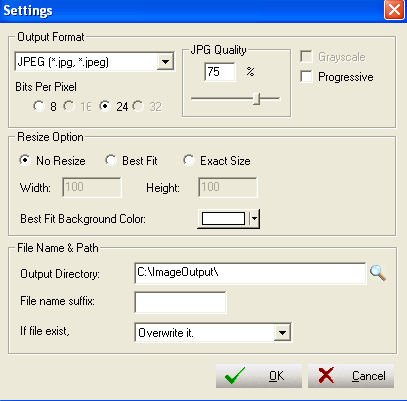 Settings
Output Format
JPEG (*.jpg, *.jpeg)
Bits Per Pixel
8 16 24 32
JPG Quality
75 %
Grayscale
Progressive
Resize Option
No Resize Best Fit Exact Size
Width: 100 Height: 100
Best Fit Background Color:
File Name & Path
Output Directory: C:\ImageOutput\
File name suffix:
If file exist, Overwrite it.
OK Cancel